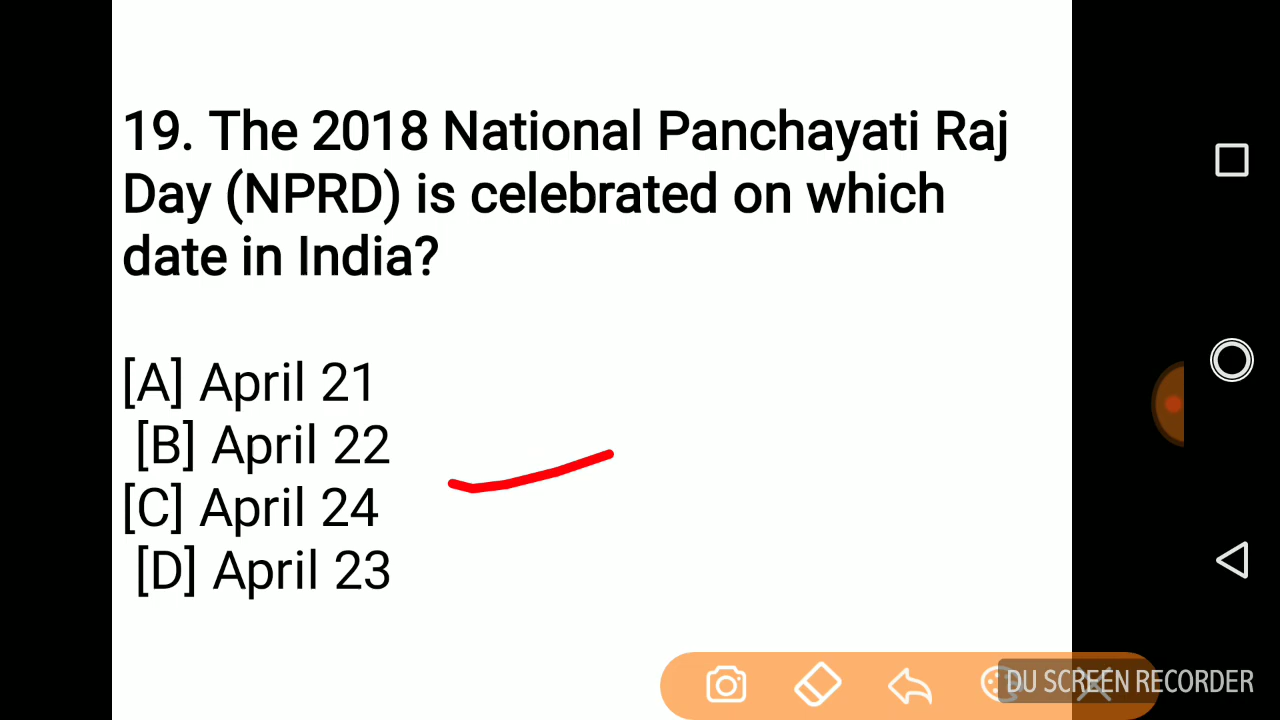 19. The 2018 National Panchayati Raj
Day (NPRD) is celebrated on which
date in India?
[A] April 21
[B] April 22
[C] April 24
[D] April 23
DU SCREEN RECORDER